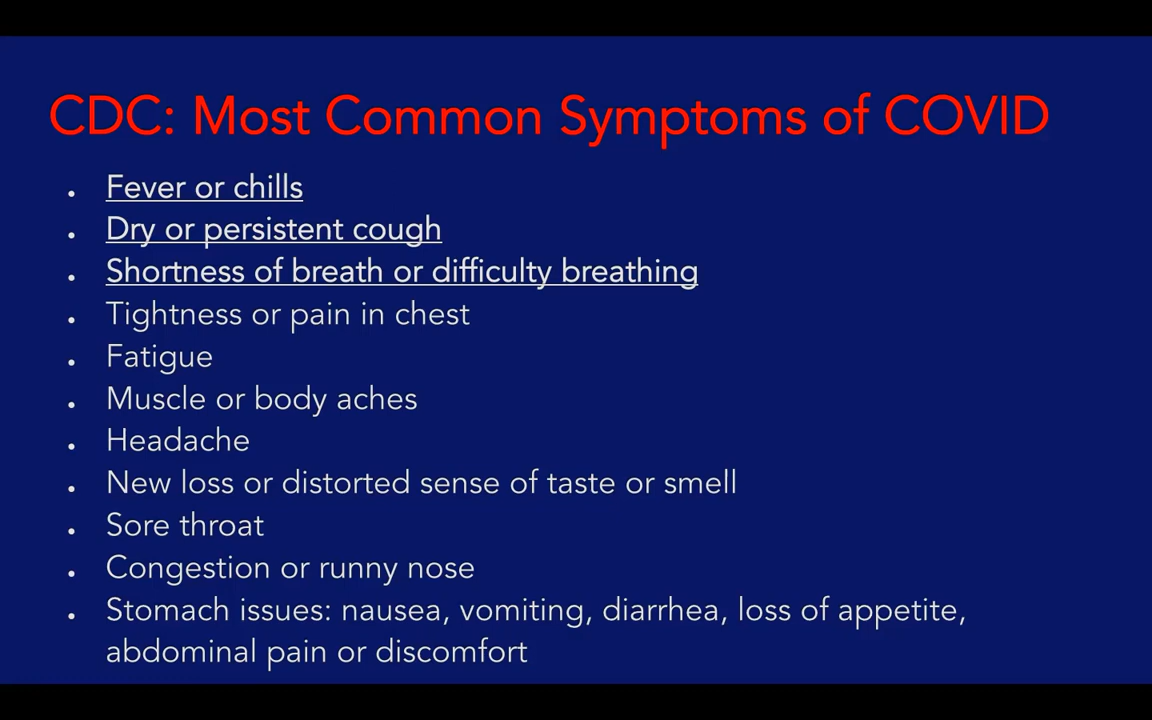 CDC: Most Common Symptoms of COVID
• Fever or chills
• Dry or persistent cough
• Shortness of breath or difficulty breathing
• Tightness or pain in chest
• Fatigue
• Muscle or body aches
• Headache
• New loss or distorted sense of taste or smell
• Sore throat
• Congestion or runny nose
• Stomach issues: nausea, vomiting, diarrhea, loss of appetite,
abdominal pain or discomfort